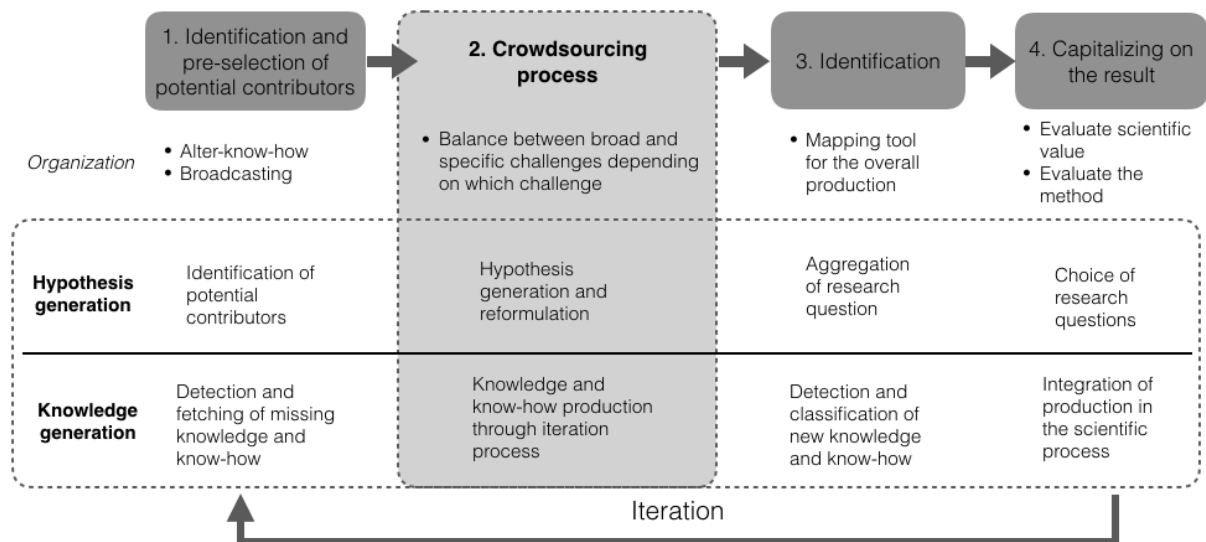 1. Identification and
pre-selection of
potential contributors
2. Crowdsourcing
process
3. Identification
4. Capitalizing on
the result
Organization
• Alter-know-how
• Broadcasting
• Balance between broad and
specific challenges depending
on which challenge
• Mapping tool
for the overall
production
• Evaluate scientific
value
• Evaluate the
method
Hypothesis
generation
Identification of
potential
contributors
Hypothesis
generation and
reformulation
Aggregation
of research
question
Choice of
research
questions
Knowledge
generation
Detection and
fetching of missing
knowledge and
know-how
Knowledge and
know-how production
through iteration
process
Detection and
classification of
new knowledge
and know-how
Integration of
production in
the scientific
process
Iteration